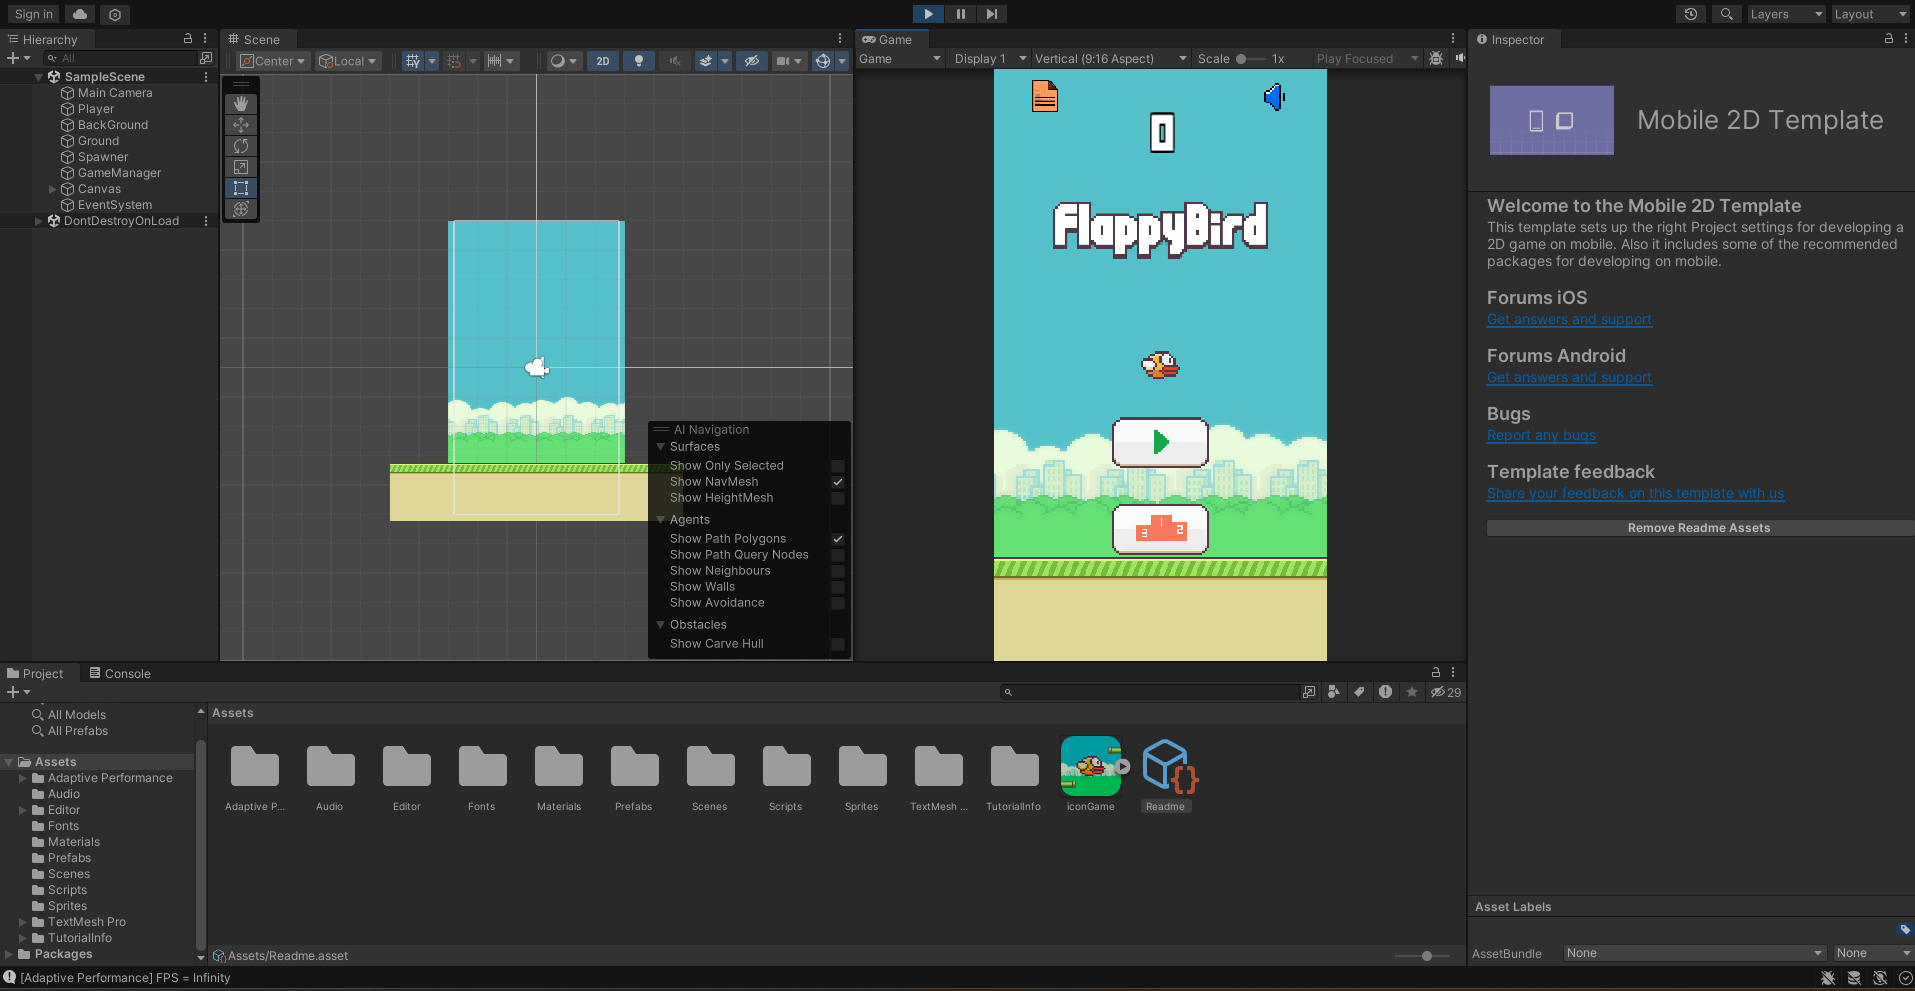 Sign in
Layers
Layout
Hierarchy
All
SampleScene
Main Camera
Player
BackGround
Ground
Spawner
GameManager
Canvas
EventSystem
DontDestroyOnLoad
Scene
Center
Local
2D
AI Navigation
Surfaces
Show Only Selected
Show NavMesh
Show HeightMesh
Agents
Show Path Polygons
Show Path Query Nodes
Show Neighbours
Show Walls
Show Avoidance
Obstacles
Show Carve Hull
Game
Game Display 1 Vertical (9:16 Aspect) Scale 1x Play Focused
0
FlappyBird
1
3 2
Inspector
Mobile 2D Template
Welcome to the Mobile 2D Template
This template sets up the right Project settings for developing a
2D game on mobile. Also it includes some of the recommended
packages for developing on mobile.
Forums iOS
Get answers and support
Forums Android
Get answers and support
Bugs
Report any bugs
Template feedback
Share your feedback on this template with us
Remove Readme Assets
Asset Labels
AssetBundle None None
Project Console
29
All Models
All Prefabs
Assets
Adaptive Performance
Audio
Editor
Fonts
Materials
Prefabs
Scenes
Scripts
Sprites
TextMesh Pro
TutorialInfo
Packages
Assets
Adaptive P... Audio Editor Fonts Materials Prefabs Scenes Scripts Sprites TextMesh ... TutorialInfo iconGame Readme
Assets/Readme.asset
[Adaptive Performance] FPS = Infinity